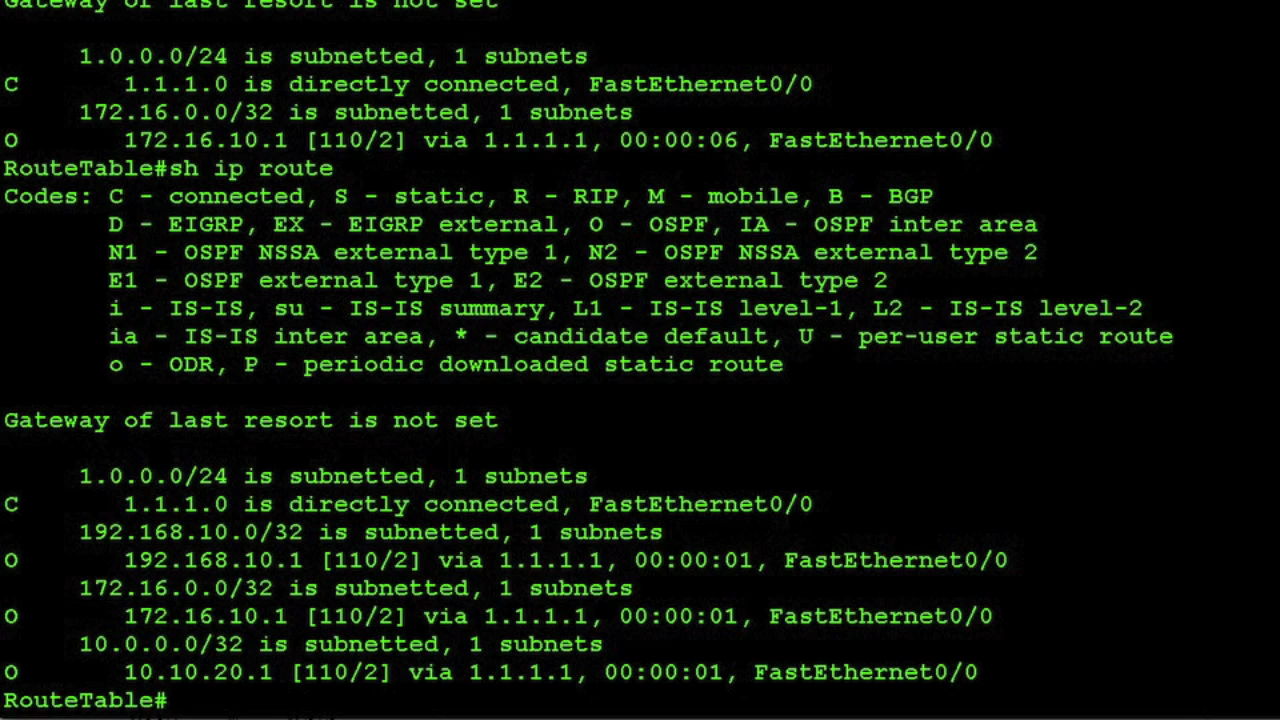 Gateway of last resort is not set
1.0.0.0/24 is subnetted, 1 subnets
C 1.1.1.0 is directly connected, FastEthernet0/0
172.16.0.0/32 is subnetted, 1 subnets
O 172.16.10.1 [110/2] via 1.1.1.1, 00:00:06, FastEthernet0/0
RouteTable#sh ip route
Codes: C - connected, S - static, R - RIP, M - mobile, B - BGP
D - EIGRP, EX - EIGRP external, O - OSPF, IA - OSPF inter area
N1 - OSPF NSSA external type 1, N2 - OSPF NSSA external type 2
E1 - OSPF external type 1, E2 - OSPF external type 2
i - IS-IS, su - IS-IS summary, L1 - IS-IS level-1, L2 - IS-IS level-2
ia - IS-IS inter area, * - candidate default, U - per-user static route
o - ODR, P - periodic downloaded static route
Gateway of last resort is not set
1.0.0.0/24 is subnetted, 1 subnets
C 1.1.1.0 is directly connected, FastEthernet0/0
192.168.10.0/32 is subnetted, 1 subnets
O 192.168.10.1 [110/2] via 1.1.1.1, 00:00:01, FastEthernet0/0
172.16.0.0/32 is subnetted, 1 subnets
O 172.16.10.1 [110/2] via 1.1.1.1, 00:00:01, FastEthernet0/0
10.0.0.0/32 is subnetted, 1 subnets
O 10.10.20.1 [110/2] via 1.1.1.1, 00:00:01, FastEthernet0/0
RouteTable#